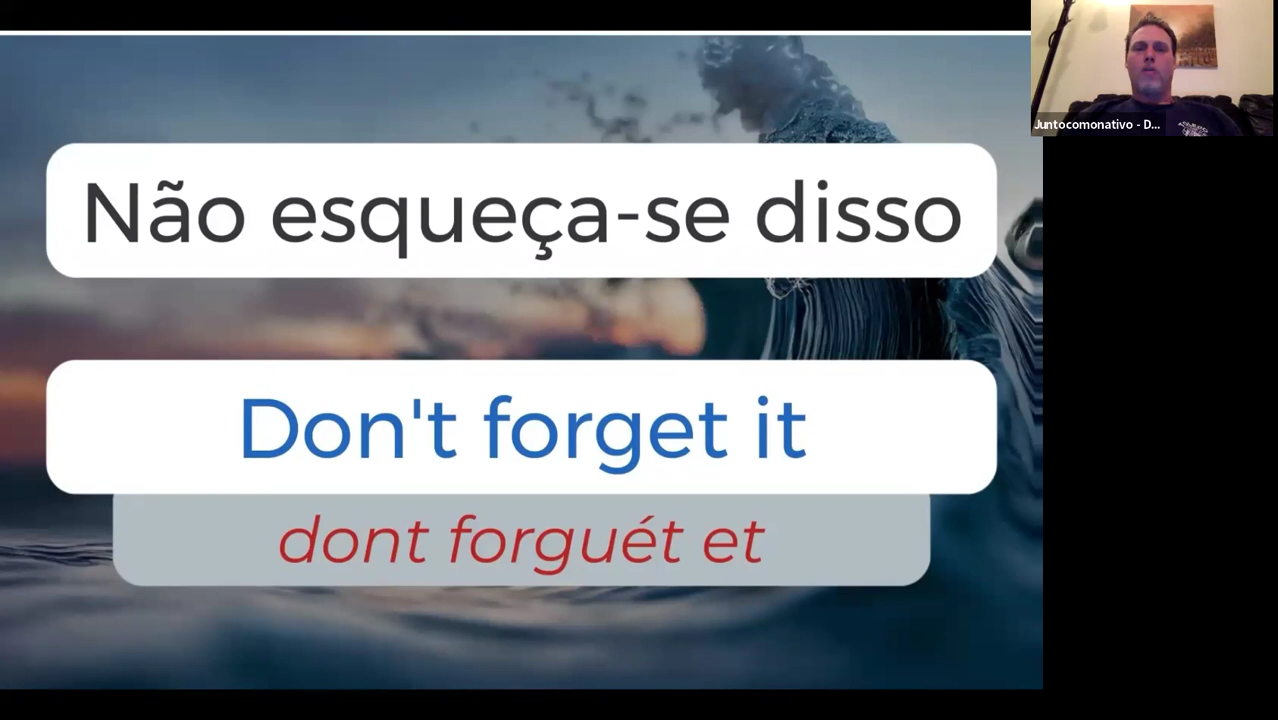 Juntocomonativo - D...
Não esqueça-se disso
Don't forget it
dont forguét et